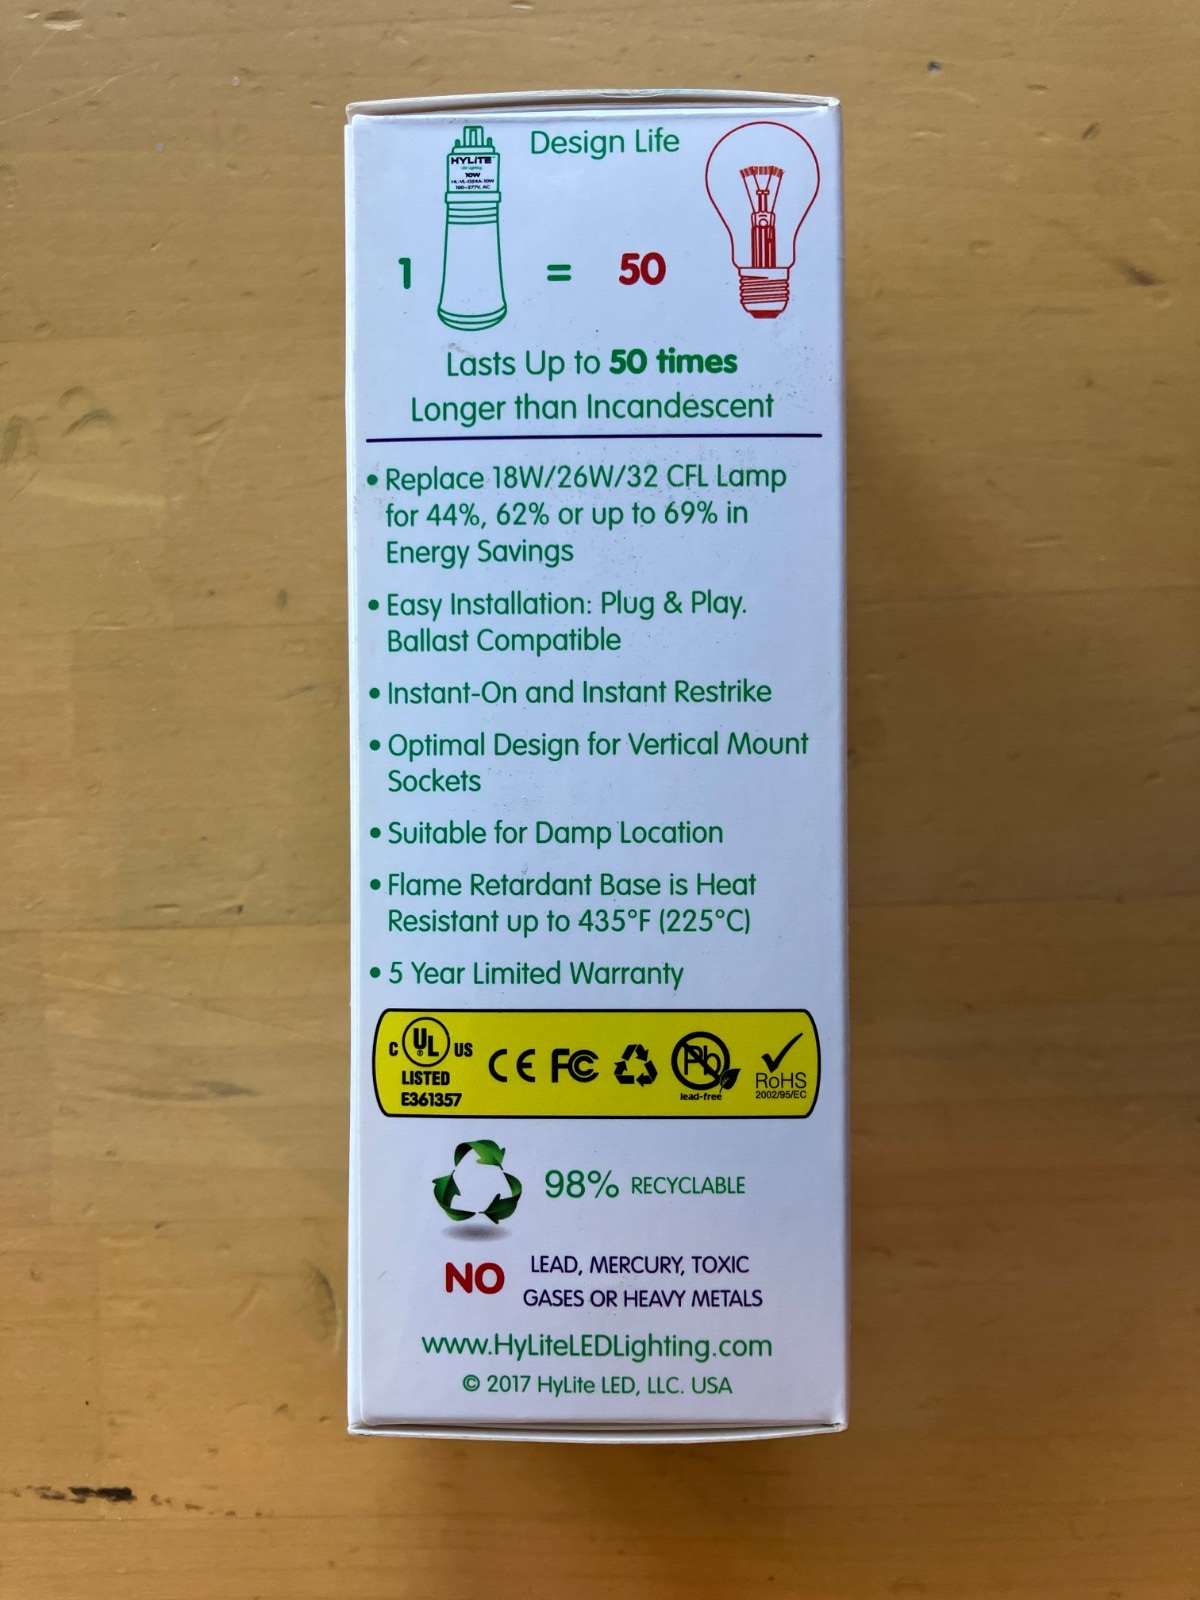 Design Life
HYLITE
LED Lighting
10W
100~277V, AC
1 = 50
Lasts Up to 50 times
Longer than Incandescent
• Replace 18W/26W/32 CFL Lamp
for 44%, 62% or up to 69% in
Energy Savings
• Easy Installation: Plug & Play.
Ballast Compatible
• Instant-On and Instant Restrike
• Optimal Design for Vertical Mount
Sockets
• Suitable for Damp Location
• Flame Retardant Base is Heat
Resistant up to 435°F (225°C)
• 5 Year Limited Warranty
C UL US
LISTED
E361357
CE FC
Pb
lead-free
RoHS
2002/95/EC
98% RECYCLABLE
NO LEAD, MERCURY, TOXIC
GASES OR HEAVY METALS
www.HyLiteLEDLighting.com
© 2017 HyLite LED, LLC. USA